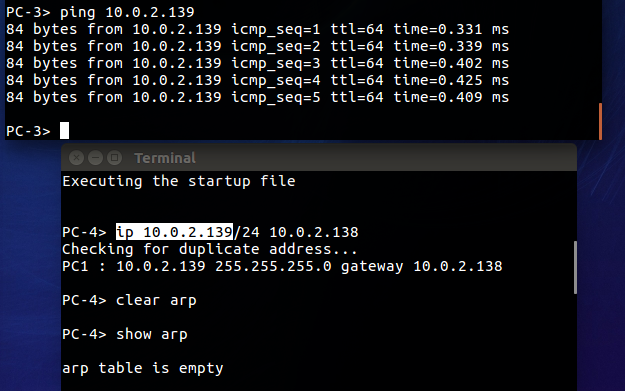 PC-3> ping 10.0.2.139
84 bytes from 10.0.2.139 icmp_seq=1 ttl=64 time=0.331 ms
84 bytes from 10.0.2.139 icmp_seq=2 ttl=64 time=0.339 ms
84 bytes from 10.0.2.139 icmp_seq=3 ttl=64 time=0.402 ms
84 bytes from 10.0.2.139 icmp_seq=4 ttl=64 time=0.425 ms
84 bytes from 10.0.2.139 icmp_seq=5 ttl=64 time=0.409 ms
PC-3>
Terminal
Executing the startup file
PC-4> ip 10.0.2.139/24 10.0.2.138
Checking for duplicate address...
PC1 : 10.0.2.139 255.255.255.0 gateway 10.0.2.138
PC-4> clear arp
PC-4> show arp
arp table is empty